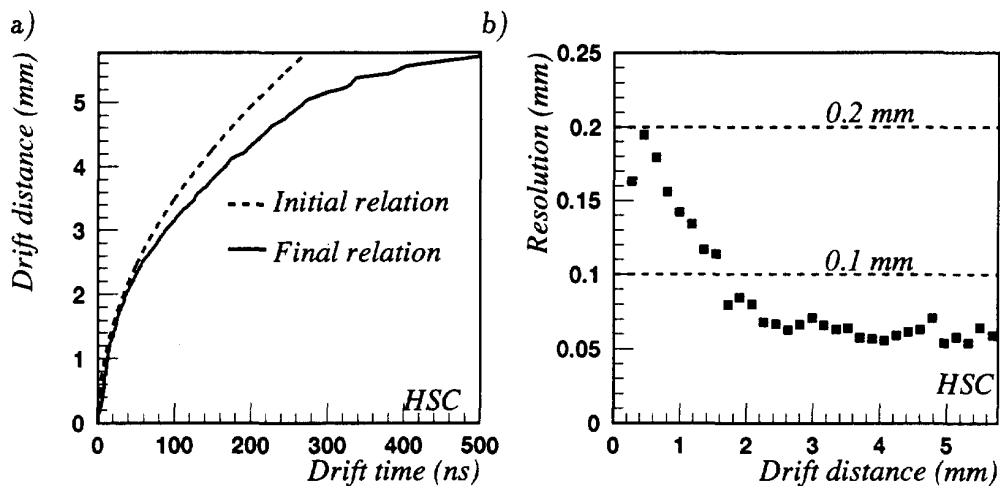 a)
Drift distance (mm)
5
4
3
2
1
0
Initial relation
Final relation
HSC
0 100 200 300 400 500
Drift time (ns)
b)
Resolution (mm)
0.25
0.2
0.15
0.1
0.05
0
0.2 mm
0.1 mm
HSC
0 1 2 3 4 5
Drift distance (mm)